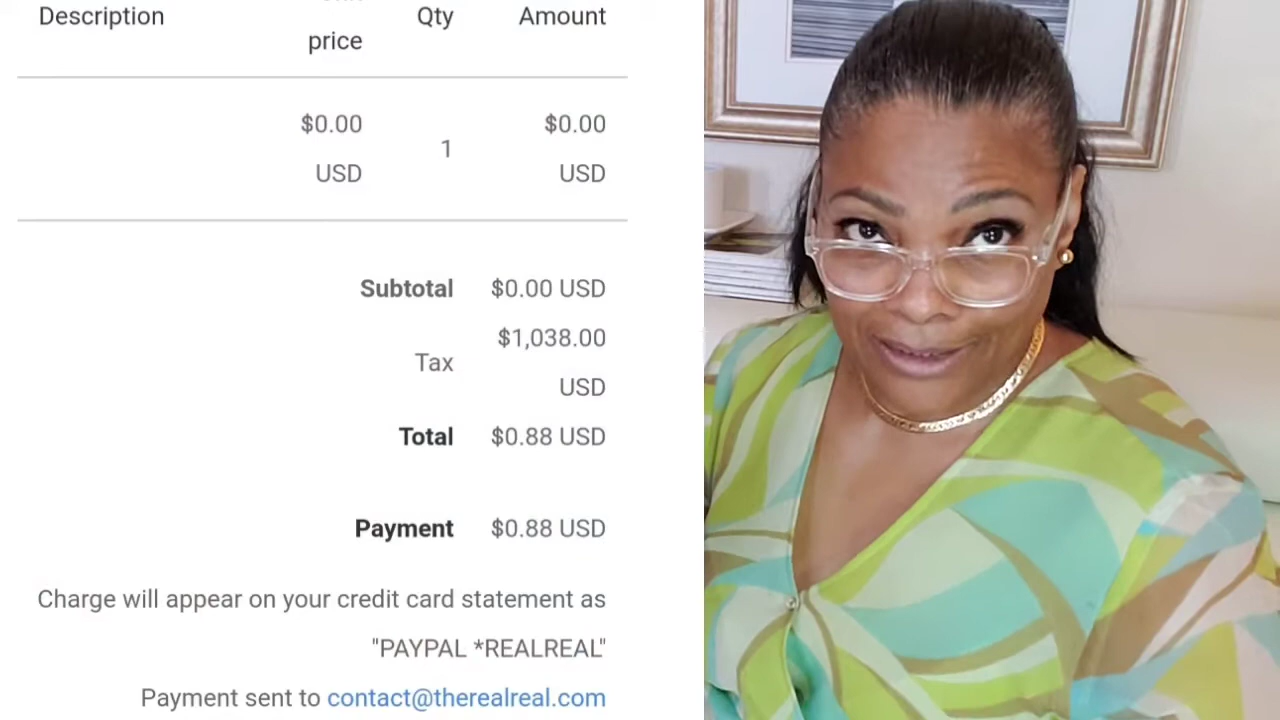 Description Qty Amount
price
$0.00 $0.00
1
USD USD
Subtotal $0.00 USD
$1,038.00
Tax
USD
Total $0.88 USD
Payment $0.88 USD
Charge will appear on your credit card statement as
"PAYPAL *REALREAL"
Payment sent to contact@therealreal.com